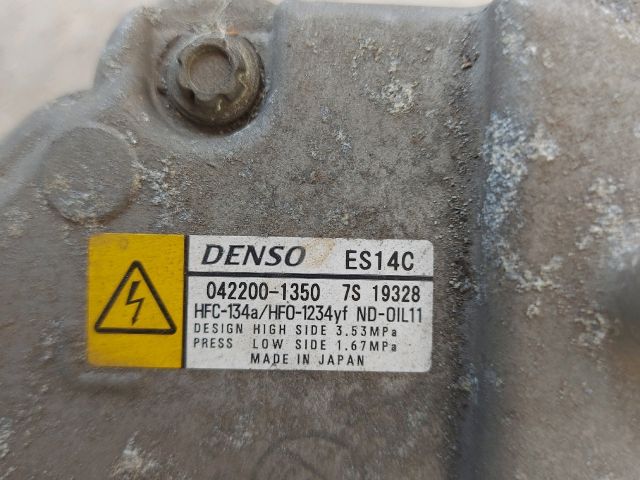 DENSO ES14C
042200-1350 7S 19328
HFC-134a/HFO-1234yf ND-OIL11
DESIGN HIGH SIDE 3.53MPa
PRESS LOW SIDE 1.67MPa
MADE IN JAPAN